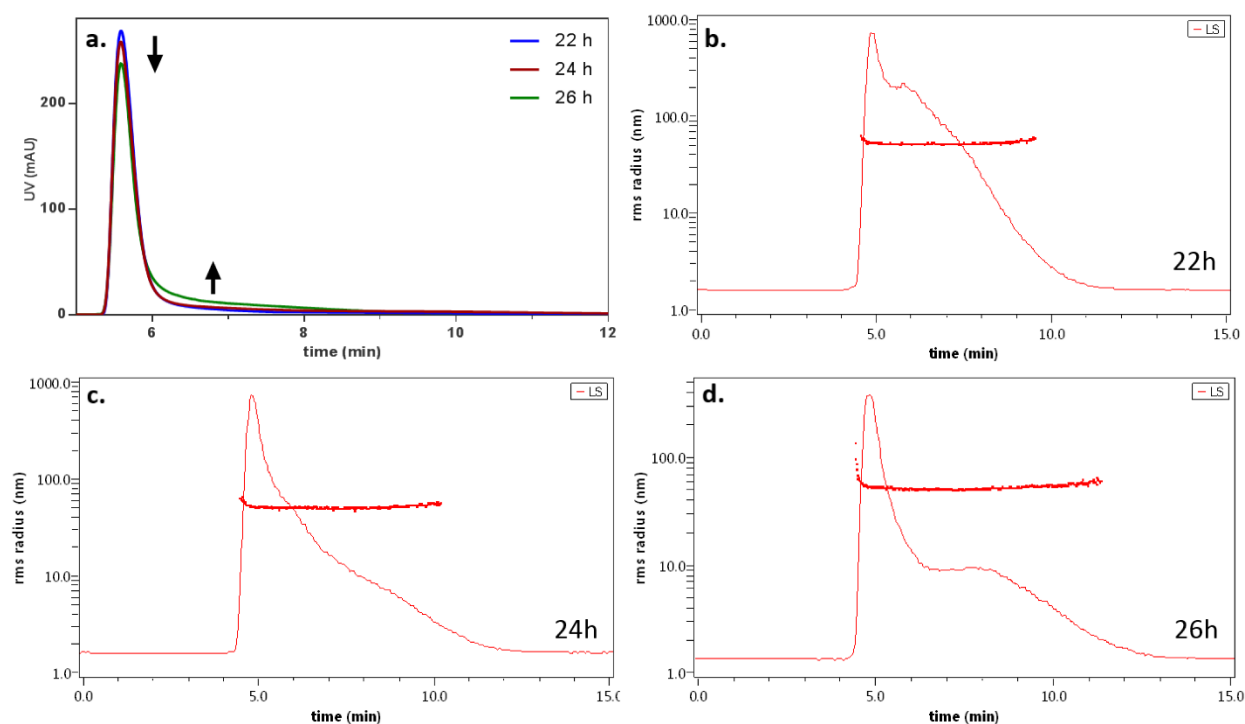 a.
22 h
24 h
26 h
200
100
0
UV (mAU)
6
8
10
12
time (min)
b.
LS
1000.0
100.0
10.0
1.0
rms radius (nm)
22h
0.0
5.0
10.0
15.0
time (min)
c.
LS
1000.0
100.0
10.0
1.0
rms radius (nm)
24h
0.0
5.0
10.0
15.0
time (min)
d.
LS
100.0
10.0
1.0
rms radius (nm)
26h
0.0
5.0
10.0
15.0
time (min)